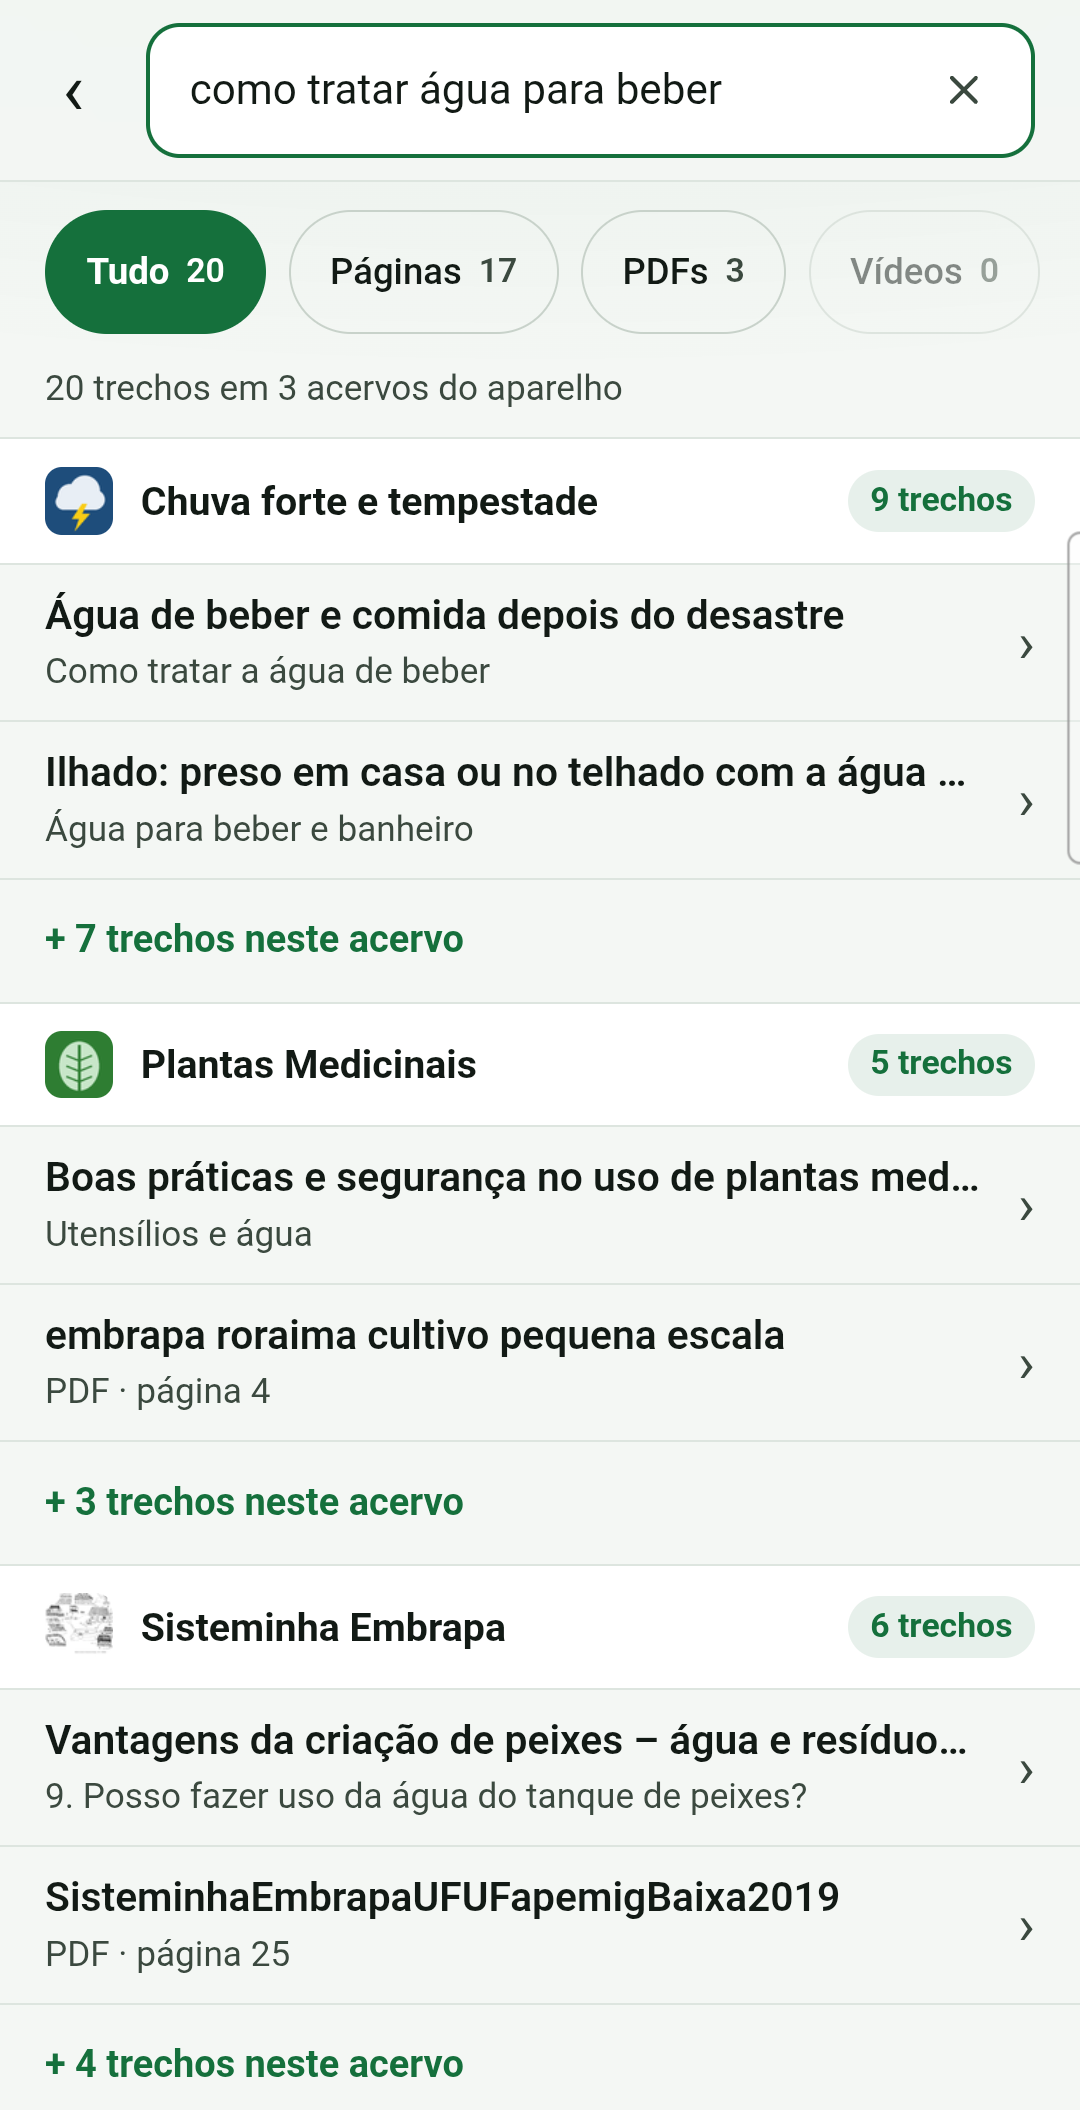 como tratar água para beber
Tudo 20
Páginas 17
PDFs 3
Vídeos 0
20 trechos em 3 acervos do aparelho
Chuva forte e tempestade
9 trechos
Água de beber e comida depois do desastre
Como tratar a água de beber
Ilhado: preso em casa ou no telhado com a água ...
Água para beber e banheiro
+ 7 trechos neste acervo
Plantas Medicinais
5 trechos
Boas práticas e segurança no uso de plantas med...
Utensílios e água
embrapa roraima cultivo pequena escala
PDF · página 4
+ 3 trechos neste acervo
Sisteminha Embrapa
6 trechos
Vantagens da criação de peixes – água e resíduo...
9. Posso fazer uso da água do tanque de peixes?
SisteminhaEmbrapaUFUFapemigBaixa2019
PDF · página 25
+ 4 trechos neste acervo